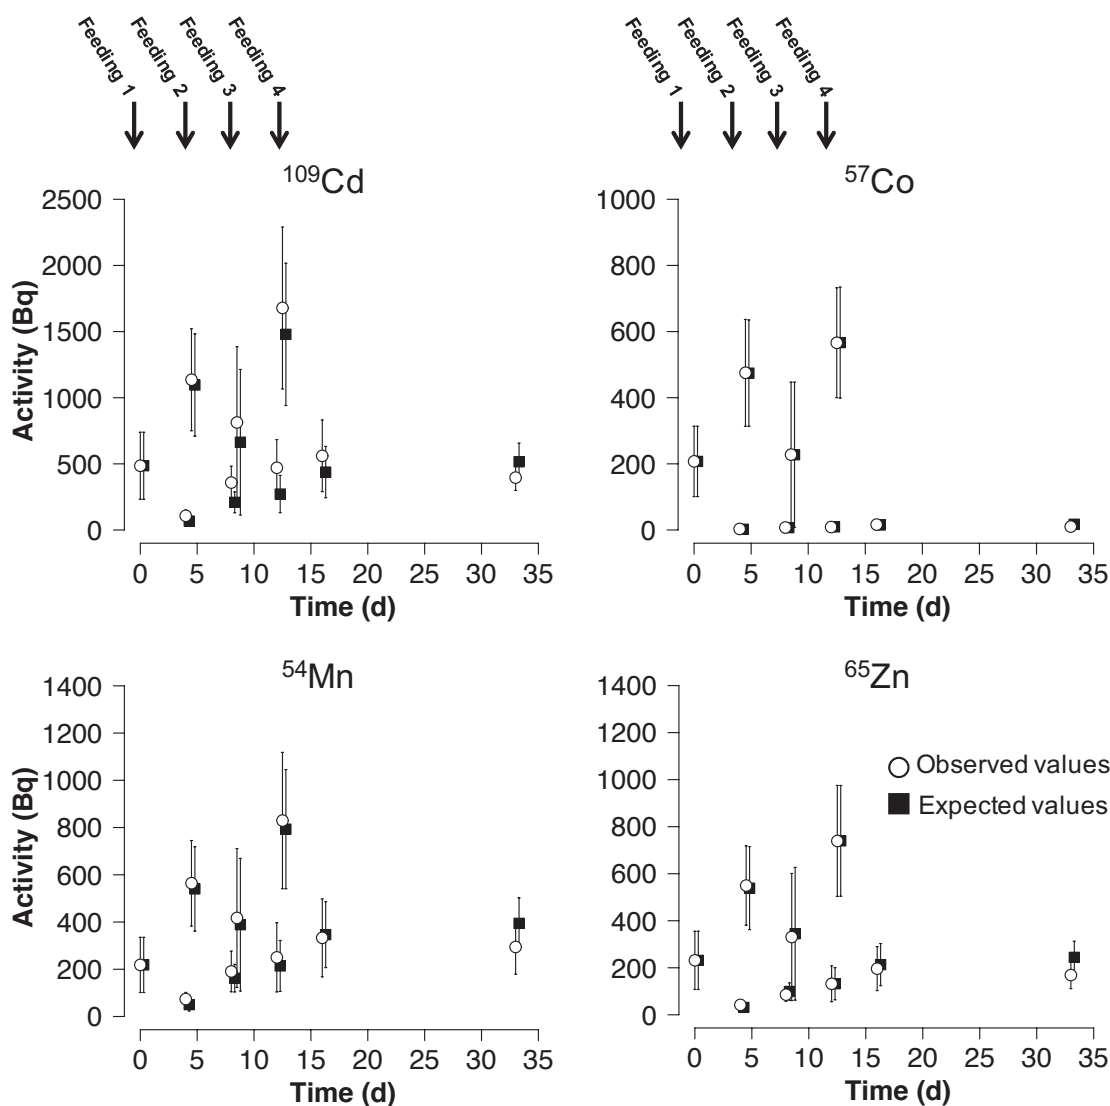 Feeding 1
Feeding 2
Feeding 3
Feeding 4
Feeding 1
Feeding 2
Feeding 3
Feeding 4
109Cd
2500
2000
1500
1000
500
0
Activity (Bq)
0 5 10 15 20 25 30 35
Time (d)
57Co
1000
800
600
400
200
0
0 5 10 15 20 25 30 35
Time (d)
54Mn
1400
1200
1000
800
600
400
200
0
Activity (Bq)
0 5 10 15 20 25 30 35
Time (d)
65Zn
1400
1200
1000
800
600
400
200
0
Observed values
Expected values
0 5 10 15 20 25 30 35
Time (d)